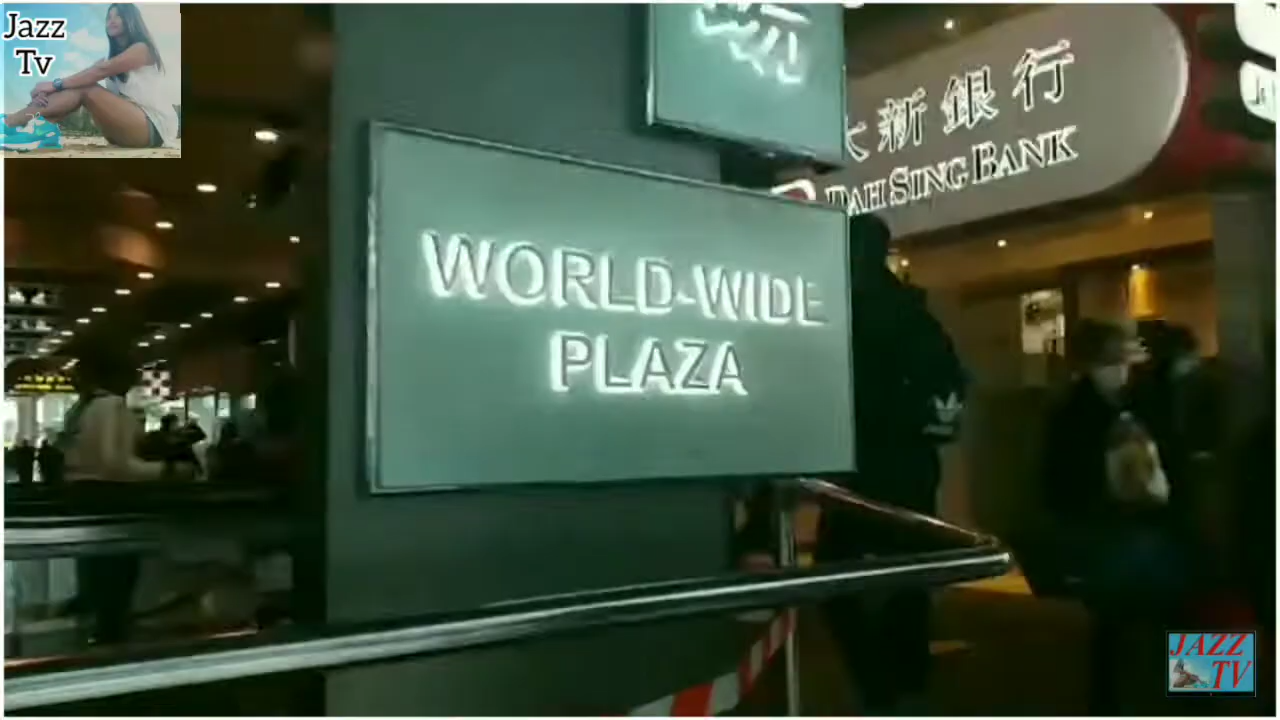 Jazz
Tv
新銀行
DAH SING BANK
WORLD-WIDE
PLAZA
JAZZ
TV